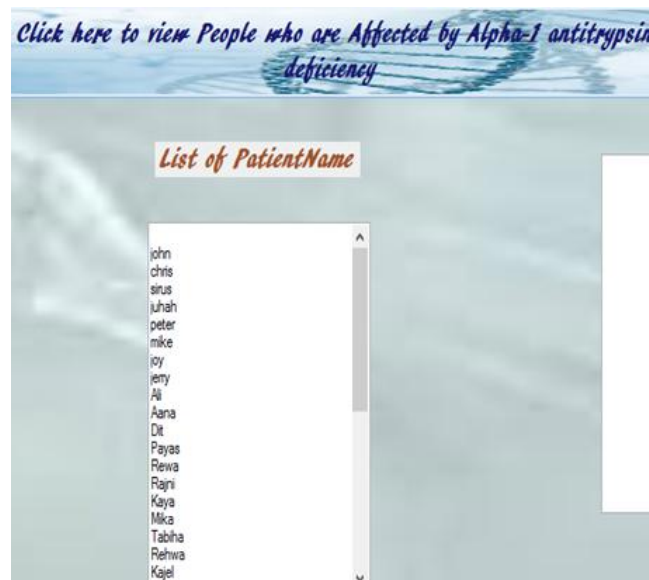 Click here to view People who are Affected by Alpha-1 antitrypsin
deficiency
List of PatientName
john
chris
sirus
juhah
peter
mike
joy
jerry
Ali
Aana
Dit
Payas
Rewa
Rajni
Kaya
Mika
Tabiha
Rehwa
Kajel